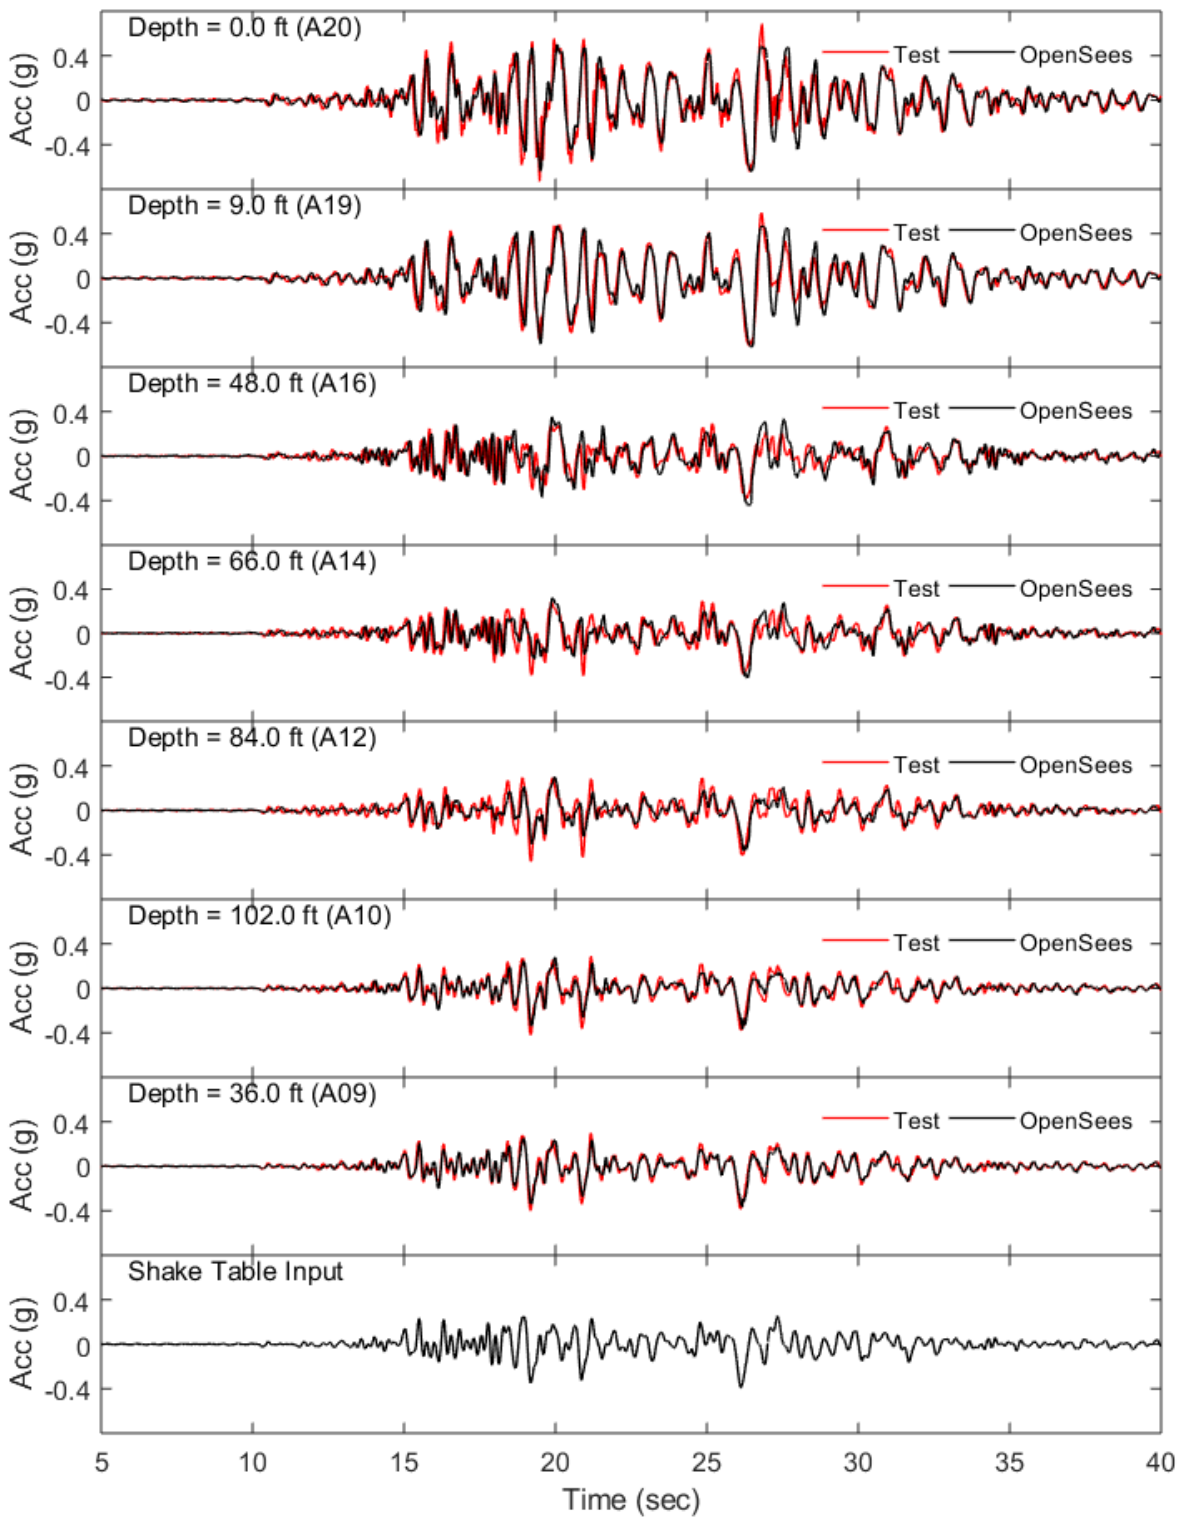 Depth = 0.0 ft (A20)
Test OpenSees
Acc (g)
0.4
0
-0.4
Depth = 9.0 ft (A19)
Test OpenSees
Acc (g)
0.4
0
-0.4
Depth = 48.0 ft (A16)
Test OpenSees
Acc (g)
0.4
0
-0.4
Depth = 66.0 ft (A14)
Test OpenSees
Acc (g)
0.4
0
-0.4
Depth = 84.0 ft (A12)
Test OpenSees
Acc (g)
0.4
0
-0.4
Depth = 102.0 ft (A10)
Test OpenSees
Acc (g)
0.4
0
-0.4
Depth = 36.0 ft (A09)
Test OpenSees
Acc (g)
0.4
0
-0.4
Shake Table Input
Acc (g)
0.4
0
-0.4
5 10 15 20 25 30 35 40
Time (sec)